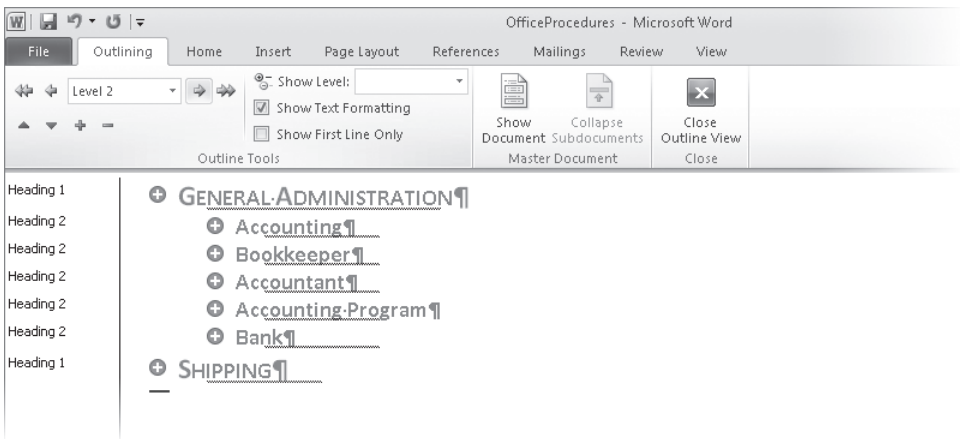 OfficeProcedures - Microsoft Word
File Outlining Home Insert Page Layout References Mailings Review View
Level 2
Show Level:
Show Text Formatting
Show First Line Only
Outline Tools
Show Document
Collapse Subdocuments
Master Document
Close Outline View
Close
Heading 1 GENERAL·ADMINISTRATION¶
Heading 2 Accounting¶
Heading 2 Bookkeeper¶
Heading 2 Accountant¶
Heading 2 Accounting·Program¶
Heading 2 Bank¶
Heading 1 SHIPPING¶